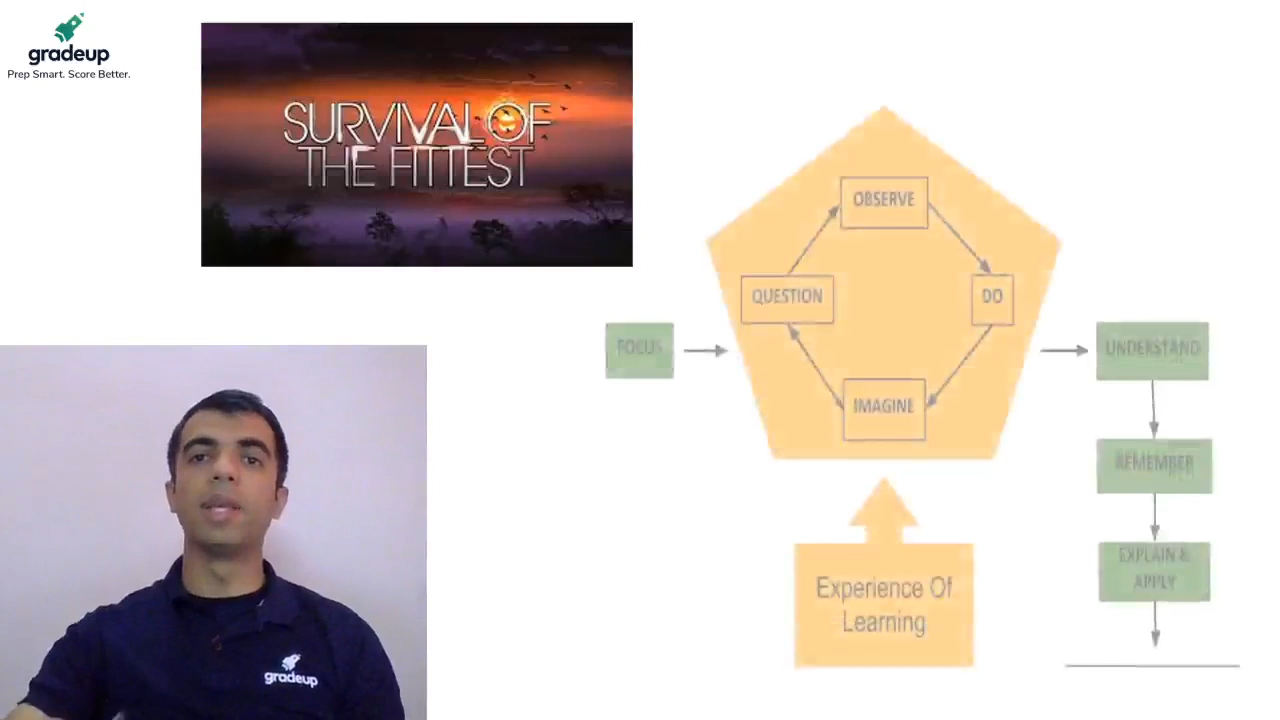 gradeup
Prep Smart. Score Better.
SURVIVAL OF
THE FITTEST
OBSERVE
QUESTION
DO
IMAGINE
FOCUS
UNDERSTAND
REMEMBER
EXPLAIN &
APPLY
Experience Of
Learning
gradeup